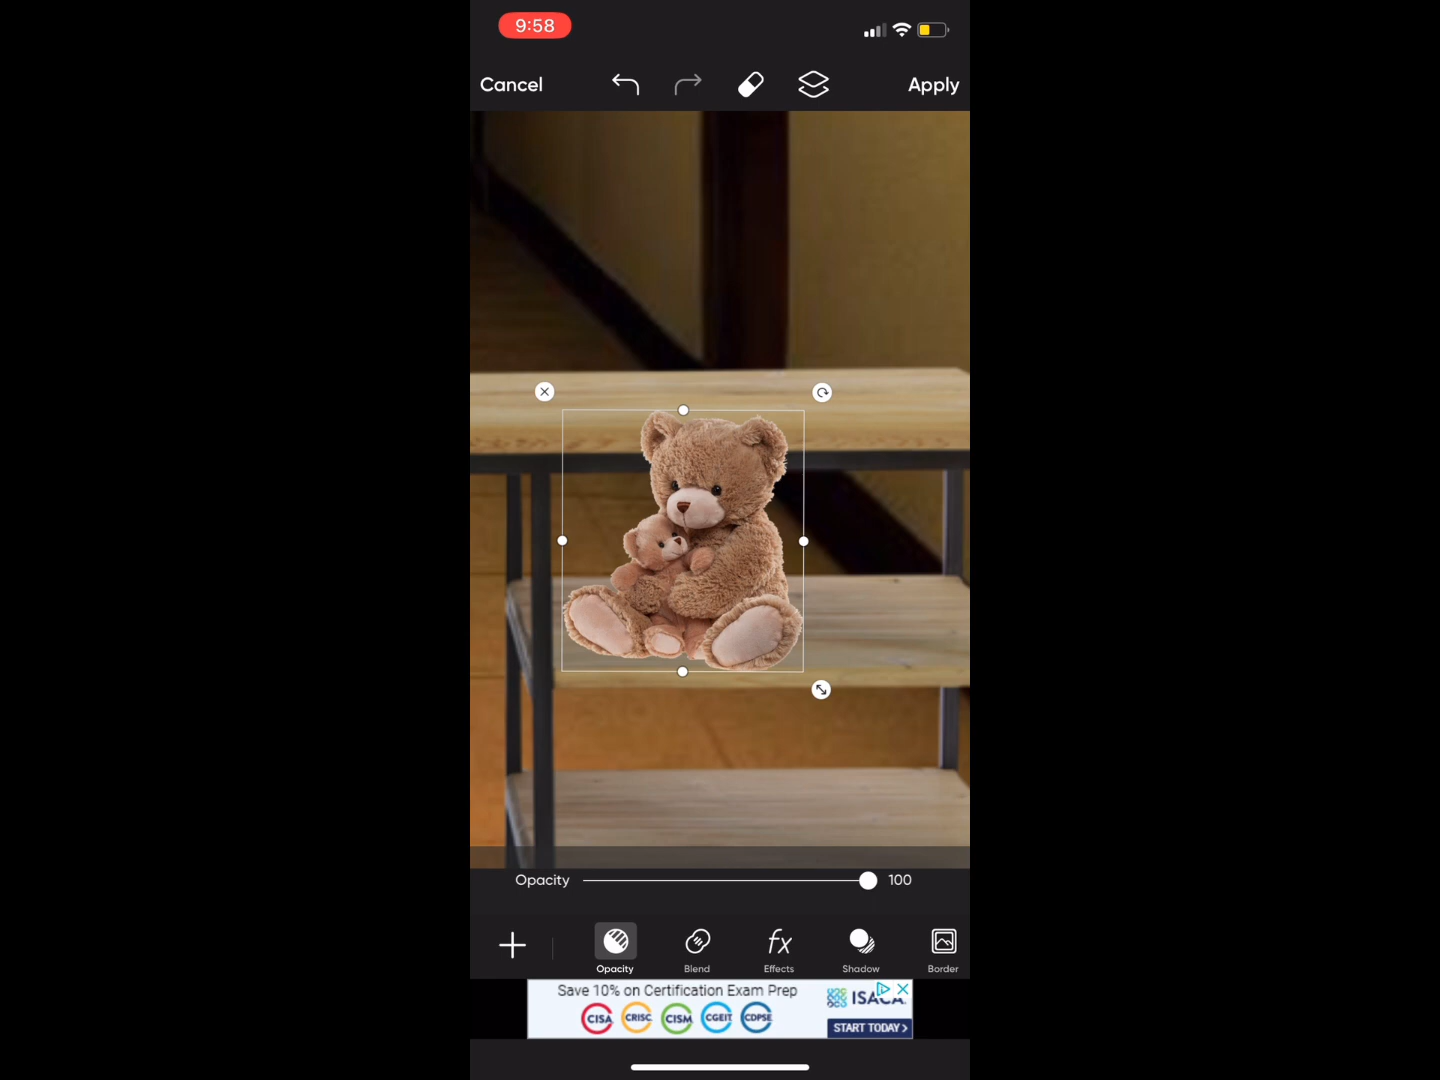 9:58
Cancel
Apply
Opacity
100
Opacity
Blend
fx
Effects
Shadow
Border
Save 10% on Certification Exam Prep
CISA
CRISC
CISM
CGEIT
CDPSE
ISACA.
START TODAY >